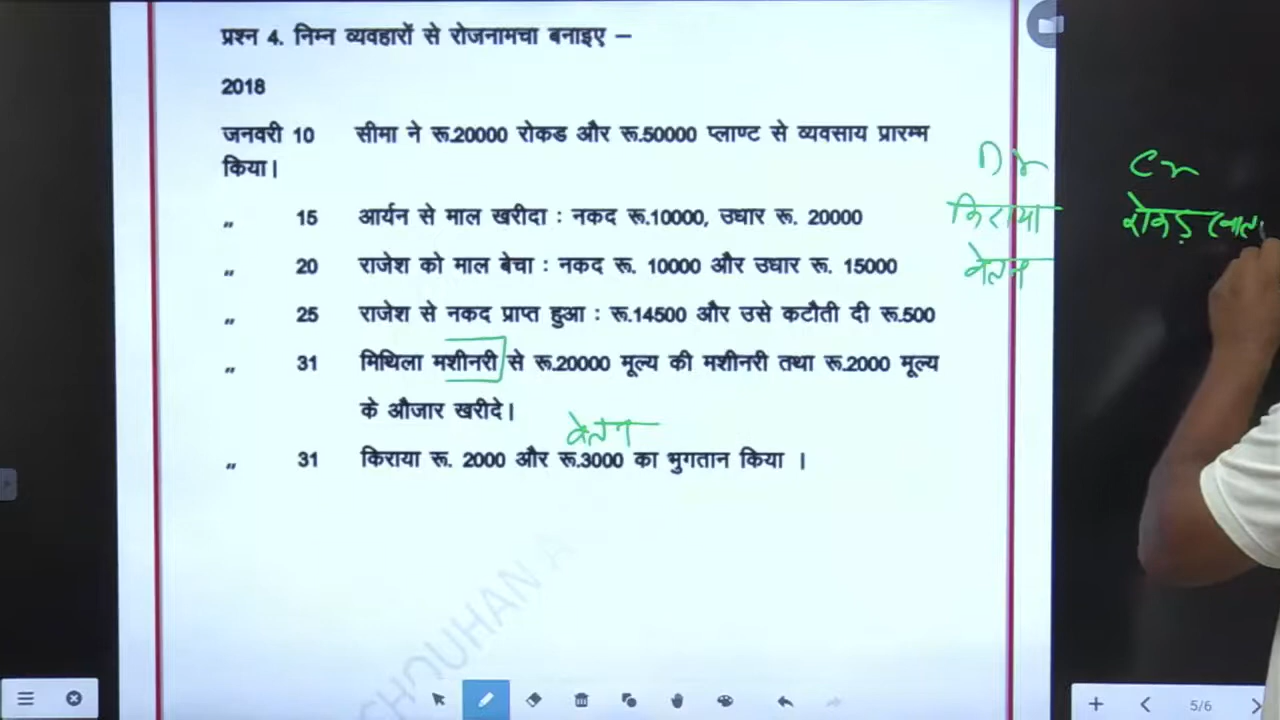 प्रश्न 4. निम्न व्यवहारों से रोजनामचा बनाइए –
2018
जनवरी 10 सीमा ने रू.20000 रोकड और रू.50000 प्लाण्ट से व्यवसाय प्रारम्भ
किया।
„ 15 आर्यन से माल खरीदा : नकद रू.10000, उधार रू. 20000
„ 20 राजेश को माल बेचा : नकद रू. 10000 और उधार रू. 15000
„ 25 राजेश से नकद प्राप्त हुआ : रू.14500 और उसे कटौती दी रू.500
„ 31 मिथिला मशीनरी से रू.20000 मूल्य की मशीनरी तथा रू.2000 मूल्य
के औजार खरीदे।
वेतन
„ 31 किराया रू. 2000 और रू.3000 का भुगतान किया ।
Dr Cr
किराया रोकड़
वेतन
CHOUHAN A
5/6